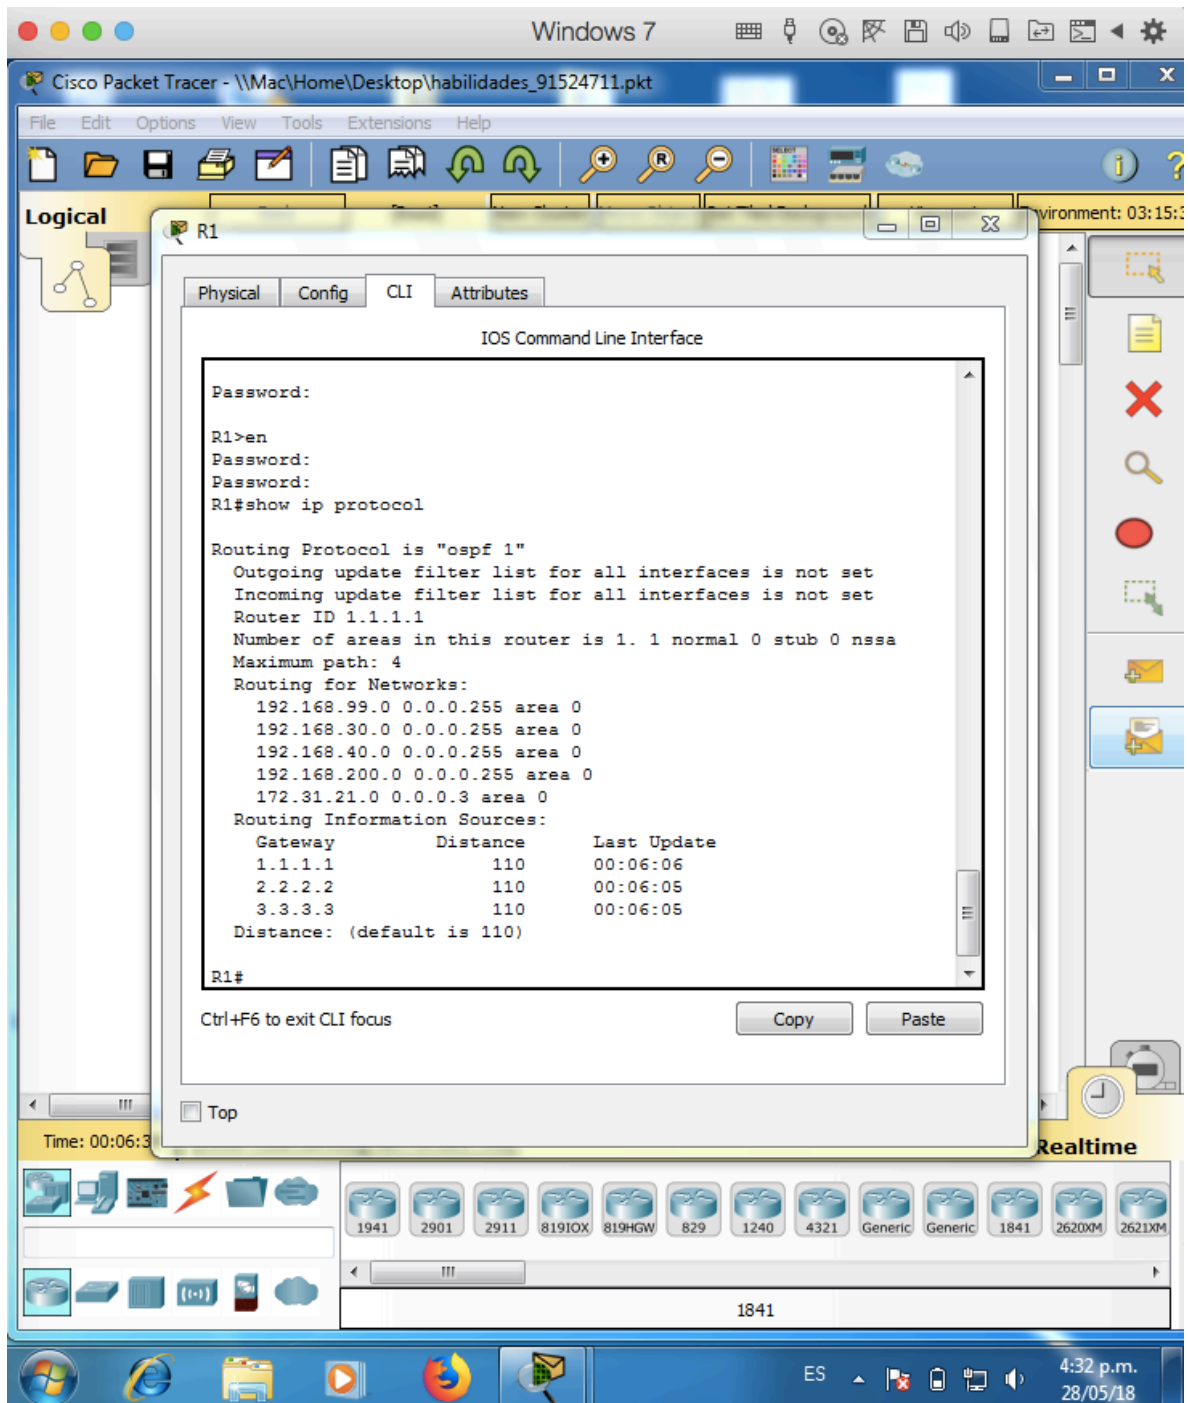 Windows 7
Cisco Packet Tracer - \\Mac\Home\Desktop\habilidades_91524711.pkt
File Edit Options View Tools Extensions Help
Logical
vironment: 03:15:3
R1
Physical Config CLI Attributes
IOS Command Line Interface
Password:
R1>en
Password:
Password:
R1#show ip protocol
Routing Protocol is "ospf 1"
Outgoing update filter list for all interfaces is not set
Incoming update filter list for all interfaces is not set
Router ID 1.1.1.1
Number of areas in this router is 1. 1 normal 0 stub 0 nssa
Maximum path: 4
Routing for Networks:
192.168.99.0 0.0.0.255 area 0
192.168.30.0 0.0.0.255 area 0
192.168.40.0 0.0.0.255 area 0
192.168.200.0 0.0.0.255 area 0
172.31.21.0 0.0.0.3 area 0
Routing Information Sources:
Gateway Distance Last Update
1.1.1.1 110 00:06:06
2.2.2.2 110 00:06:05
3.3.3.3 110 00:06:05
Distance: (default is 110)
R1#
Ctrl+F6 to exit CLI focus Copy Paste
Top
Time: 00:06:3
Realtime
1941 2901 2911 819IOX 819HGW 829 1240 4321 Generic Generic 1841 2620XM 2621XM
1841
ES
4:32 p.m.
28/05/18